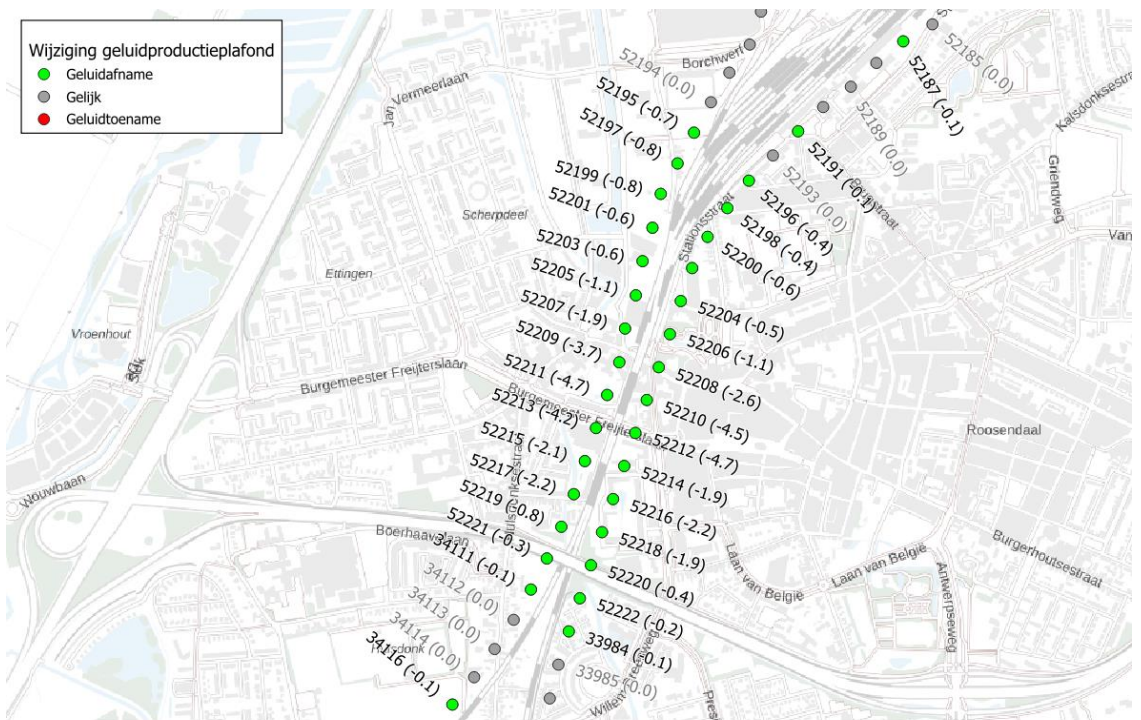 Wijziging geluidproductieplafond
Geluidafname
Gelijk
Geluidtoename
Jan Vermeerlaan
Borchwerf
52194 (0.0)
52195 (-0.7)
52197 (-0.8)
52199 (-0.8)
52201 (-0.6)
52203 (-0.6)
52205 (-1.1)
52207 (-1.9)
52209 (-3.7)
52211 (-4.7)
52213 (-4.2)
52215 (-2.1)
52217 (-2.2)
52219 (-0.8)
52221 (-0.3)
34111 (-0.1)
34112 (0.0)
34113 (0.0)
34114 (0.0)
34116 (-0.1)
52185 (0.0)
52187 (-0.1)
52189 (0.0)
52191 (-0.1)
52193 (0.0)
52196 (-0.4)
52198 (-0.4)
52200 (-0.6)
52204 (-0.5)
52206 (-1.1)
52208 (-2.6)
52210 (-4.5)
52212 (-4.7)
52214 (-1.9)
52216 (-2.2)
52218 (-1.9)
52220 (-0.4)
52222 (-0.2)
33984 (-0.1)
33985 (0.0)
Kalsdonksestraat
Griendweg
Van
Stationsstraat
Scherpdeel
Ettingen
Vroenhout
Burgemeester Freijterslaan
Burgemeester Freijterslaan
Roosendaal
Wouwbaan
Boerhaavelaan
Laan van België
Laan van België
Burgerhoutsestraat
Antwerpseweg